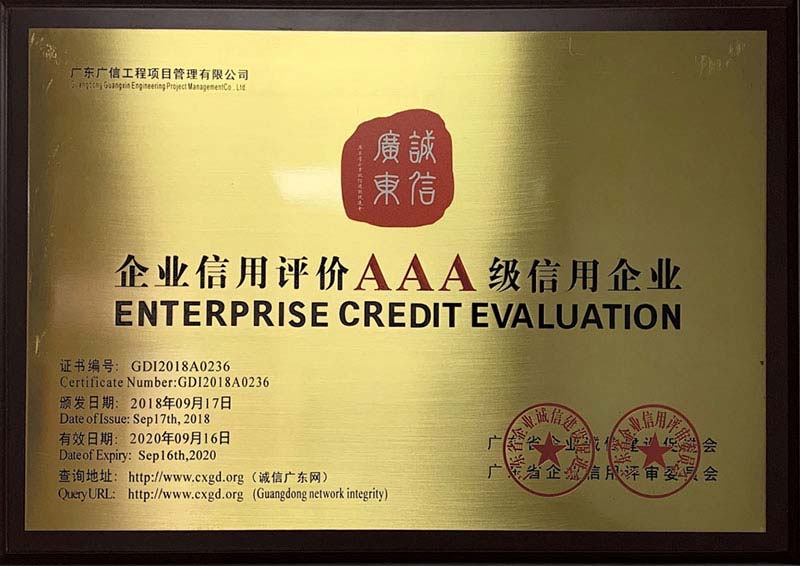 广东广信工程项目管理有限公司
Guangdong Guangxin Engineering Project ManagementCo., Ltd.
誠信
廣東
企业信用评价AAA级信用企业
ENTERPRISE CREDIT EVALUATION
证书编号: GDI2018A0236
Certificate Number:GDI2018A0236
颁发日期: 2018年09月17日
Date of Issue: Sep17th, 2018
有效日期: 2020年09月16日
Date of Expiry: Sep16th,2020
查询地址: http://www.cxgd.org (诚信广东网)
Query URL: http://www.cxgd.org (Guangdong network integrity)
广东省企业诚信建设促进会
广东省企业信用评审委员会